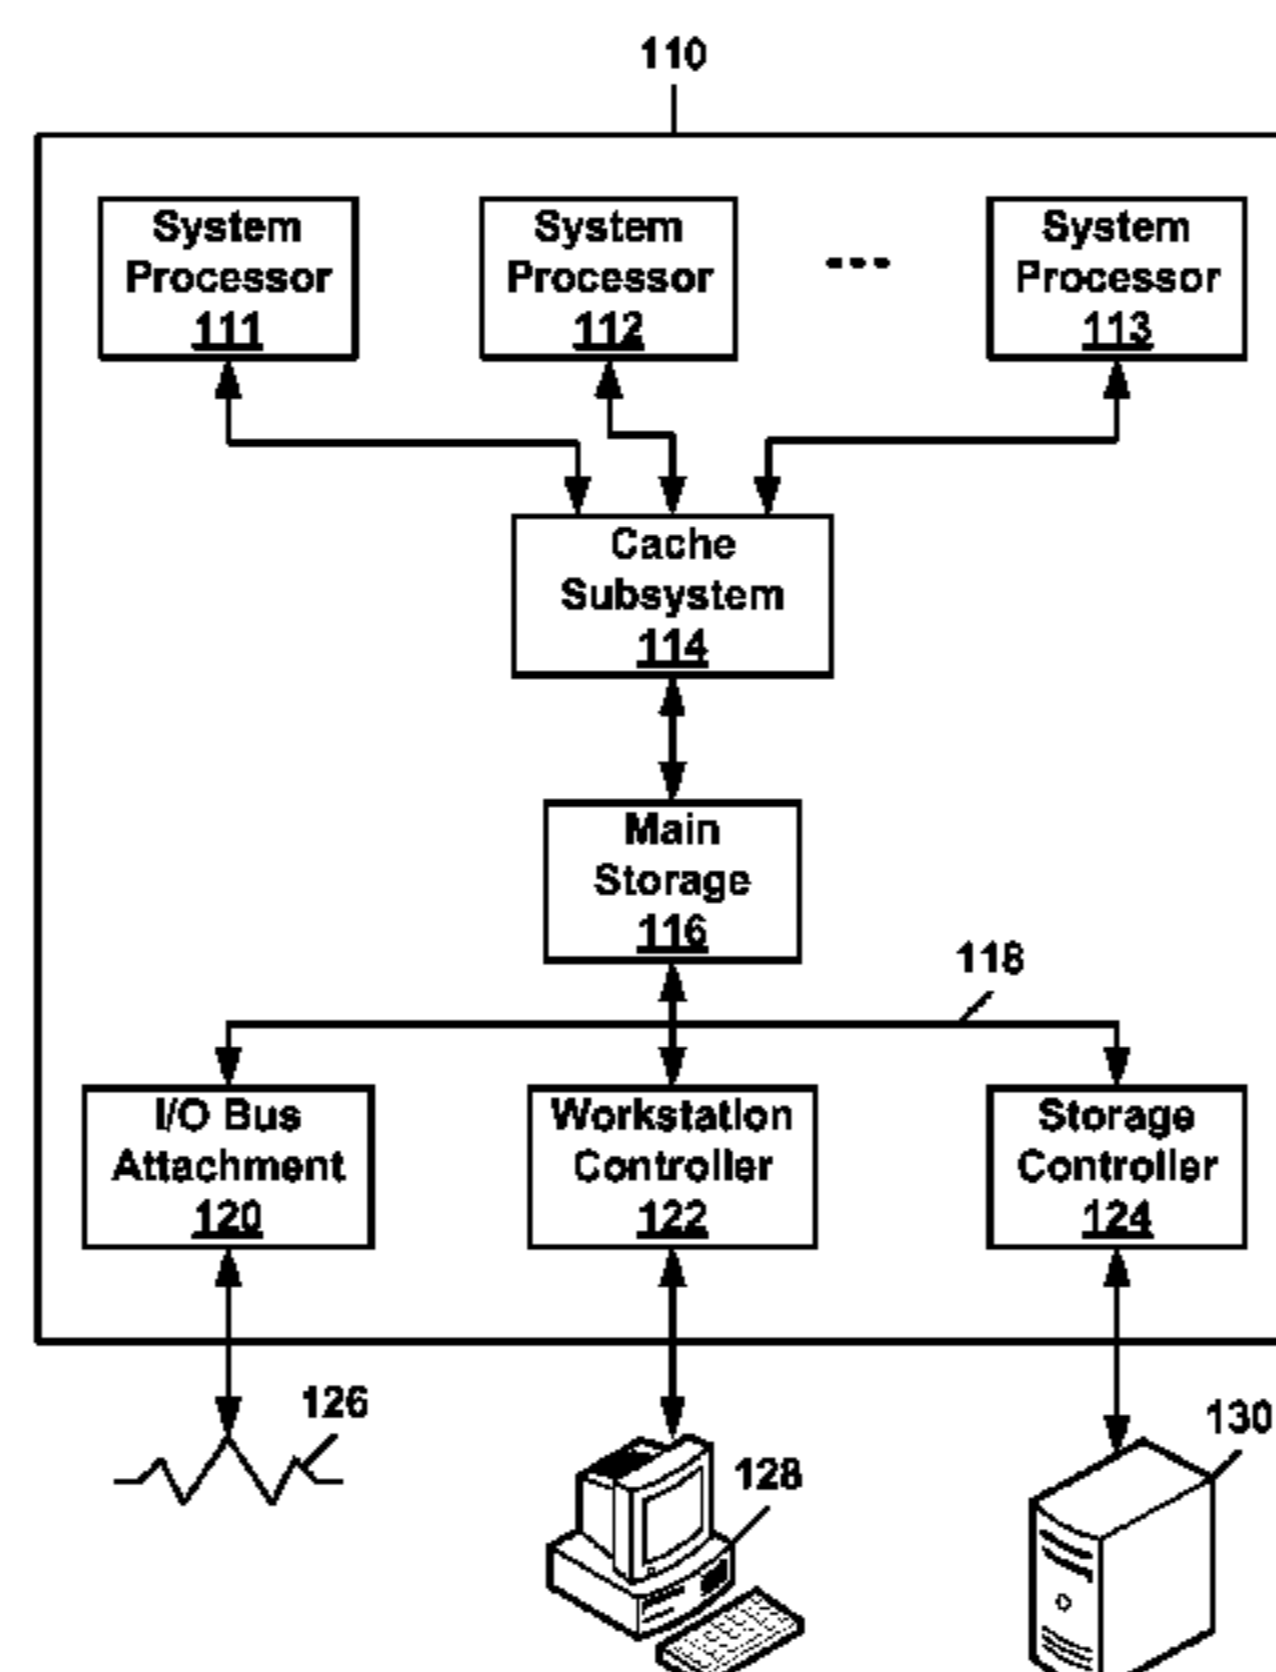 110
System
Processor
111
System
Processor
112
...
System
Processor
113
Cache
Subsystem
114
Main
Storage
116
118
I/O Bus
Attachment
120
Workstation
Controller
122
Storage
Controller
124
126
128
130